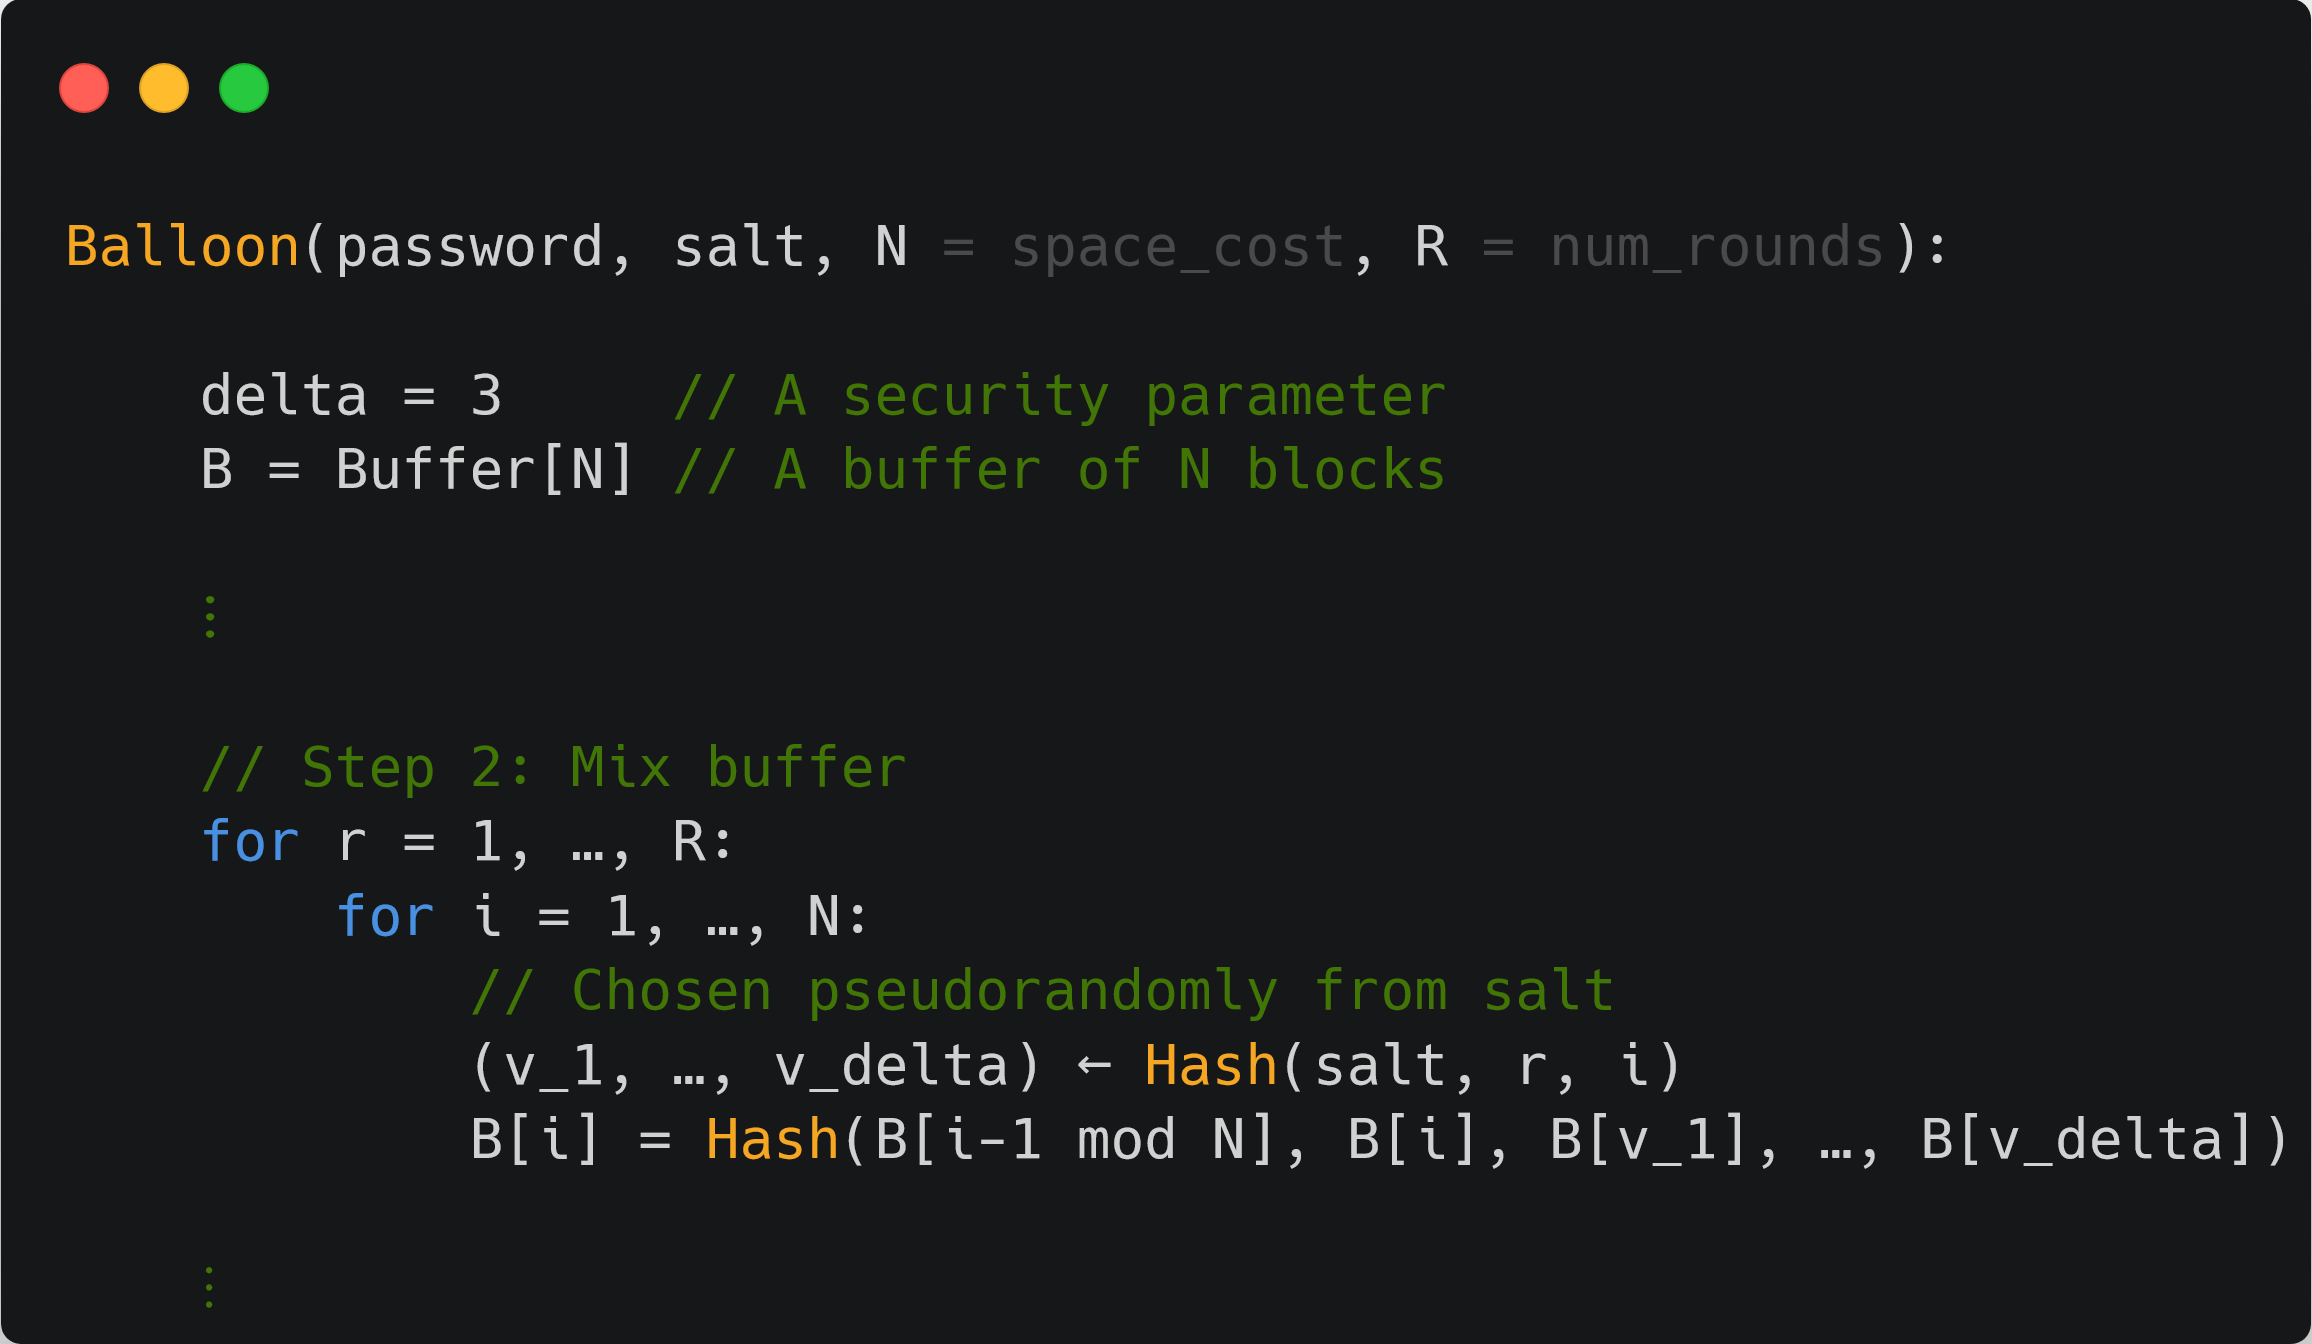 Balloon(password, salt, N = space_cost, R = num_rounds):
delta = 3 // A security parameter
B = Buffer[N] // A buffer of N blocks
⋮
// Step 2: Mix buffer
for r = 1, …, R:
for i = 1, …, N:
// Chosen pseudorandomly from salt
(v_1, …, v_delta) ← Hash(salt, r, i)
B[i] = Hash(B[i-1 mod N], B[i], B[v_1], …, B[v_delta])
⋮